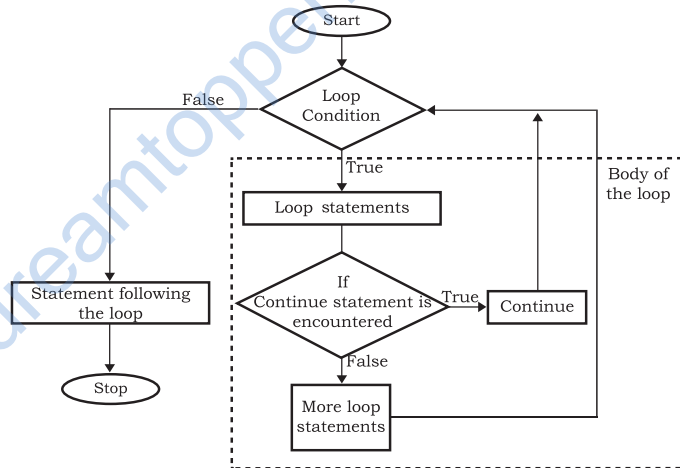 Start
Loop
Condition
False
True
Body of
the loop
Loop statements
If
Continue statement is
encountered
True
Continue
False
More loop
statements
Statement following
the loop
Stop
dreamtopper